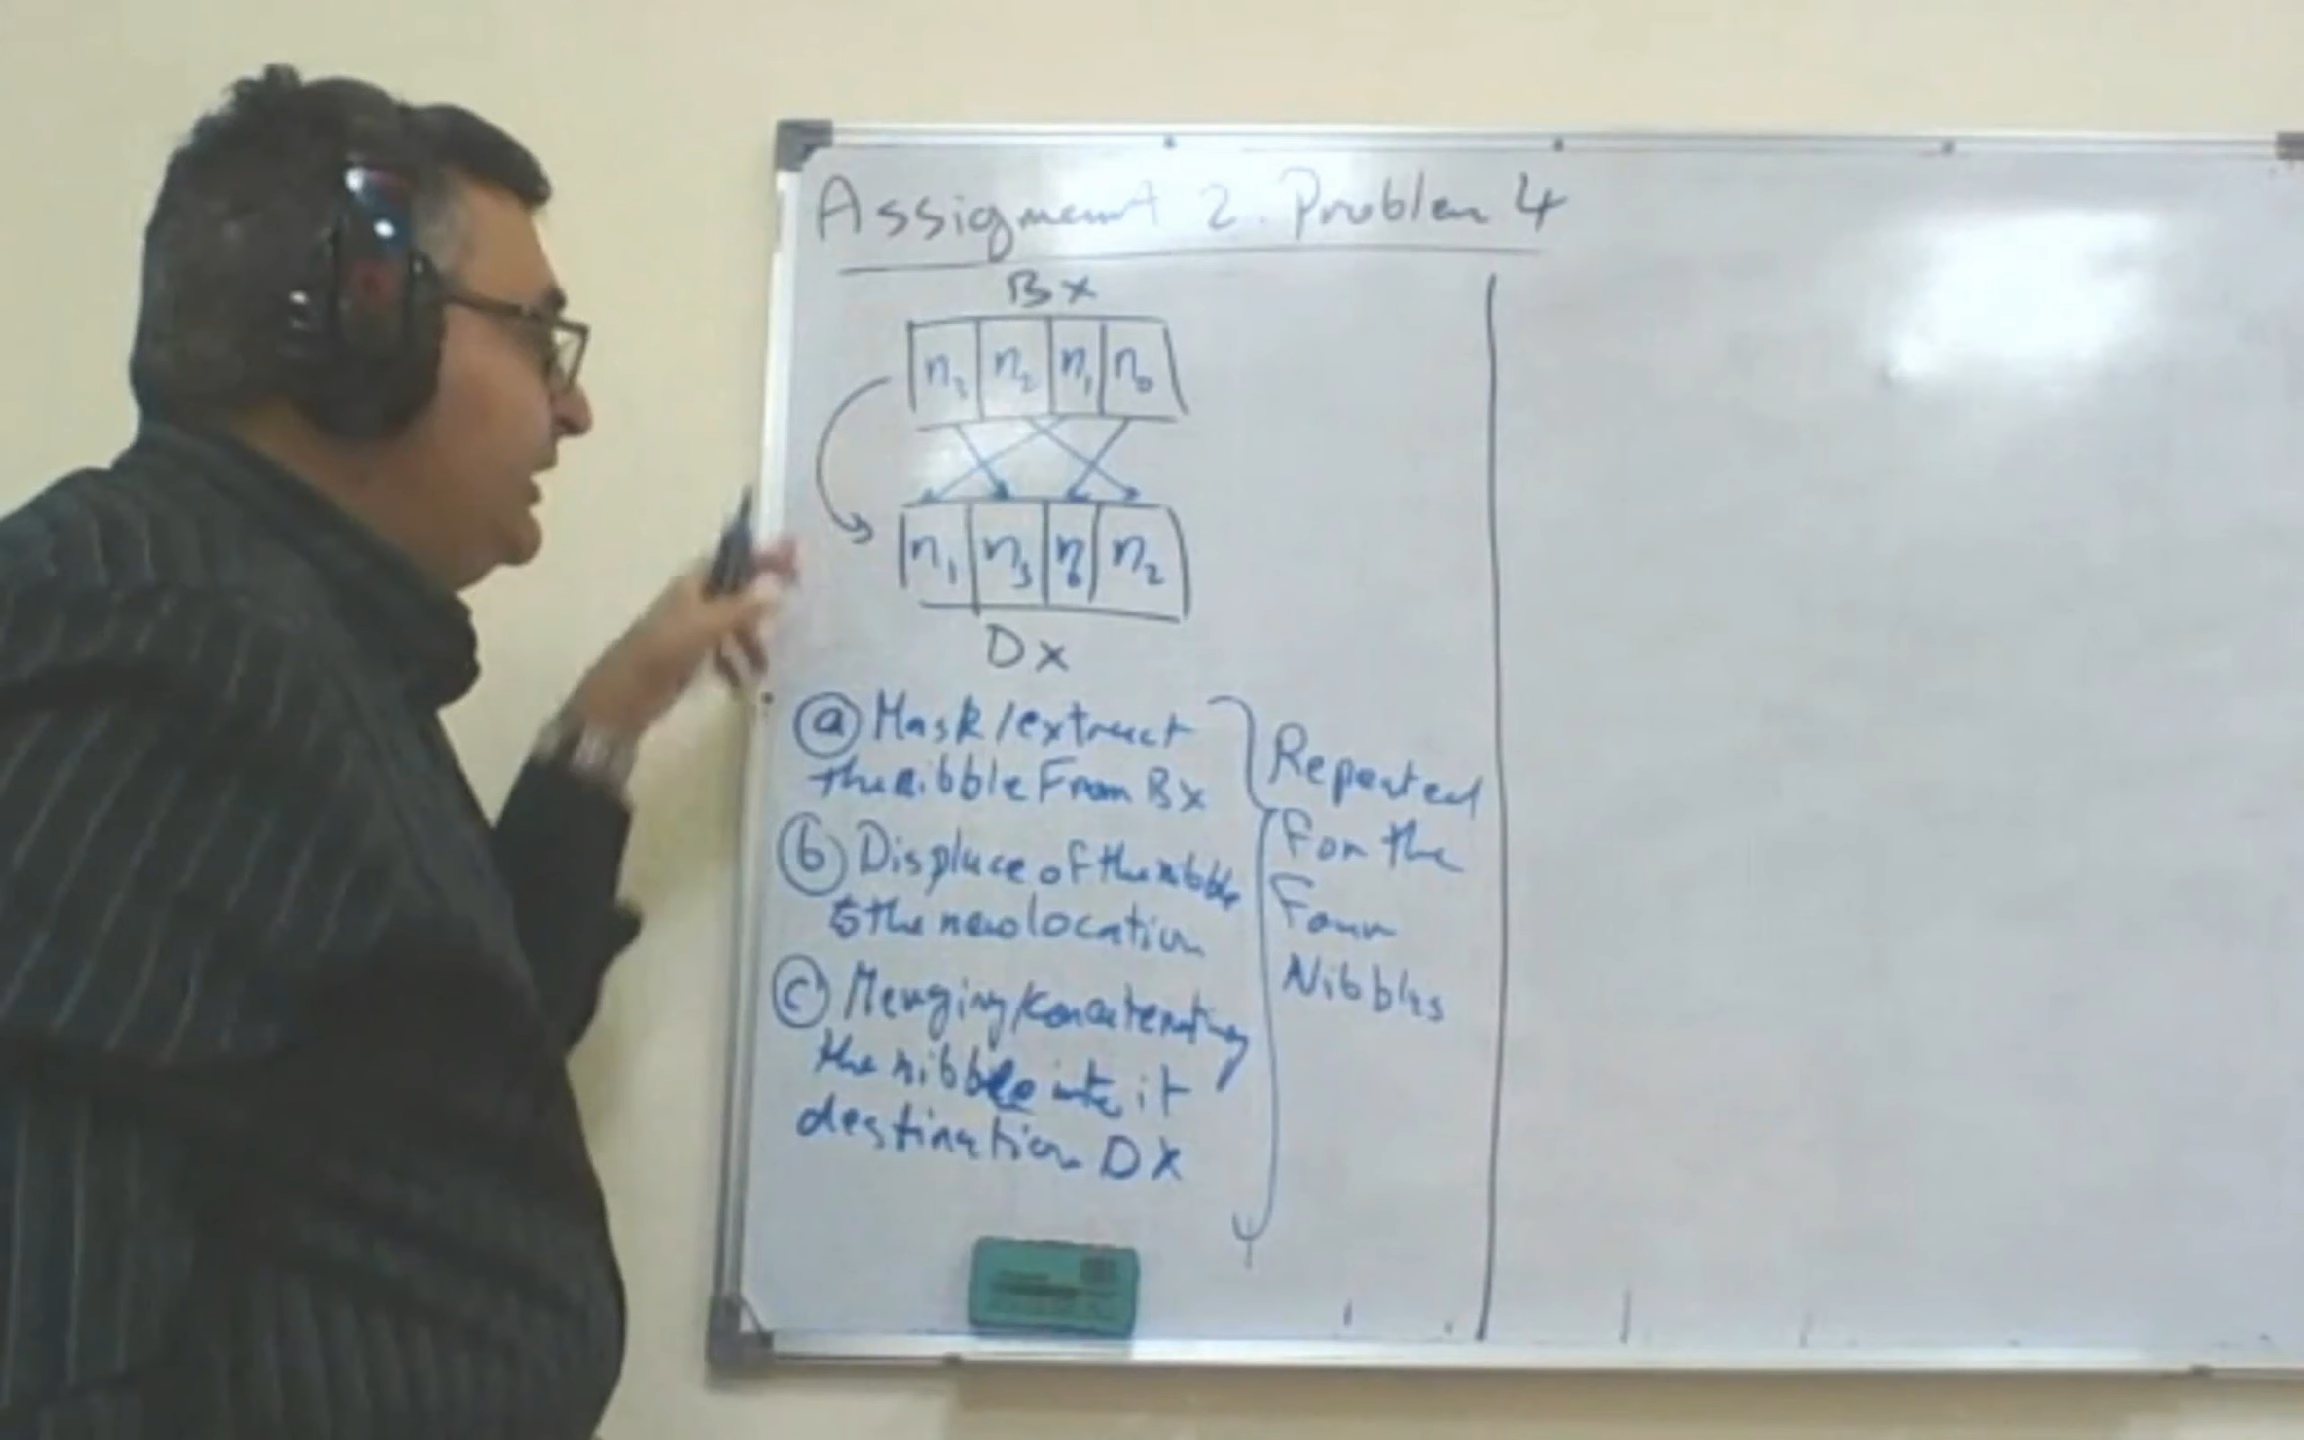 Assigment 2. Problem 4
Bx
n3 n2 n1 n0
n1 n3 n0 n2
Dx
(a) Mask/extract
the nibble From Bx
(b) Displace of the nibble
to the new location
(c) Merging/concatenating
the nibble into it
destination Dx
Repeated
For the
Four
Nibbles